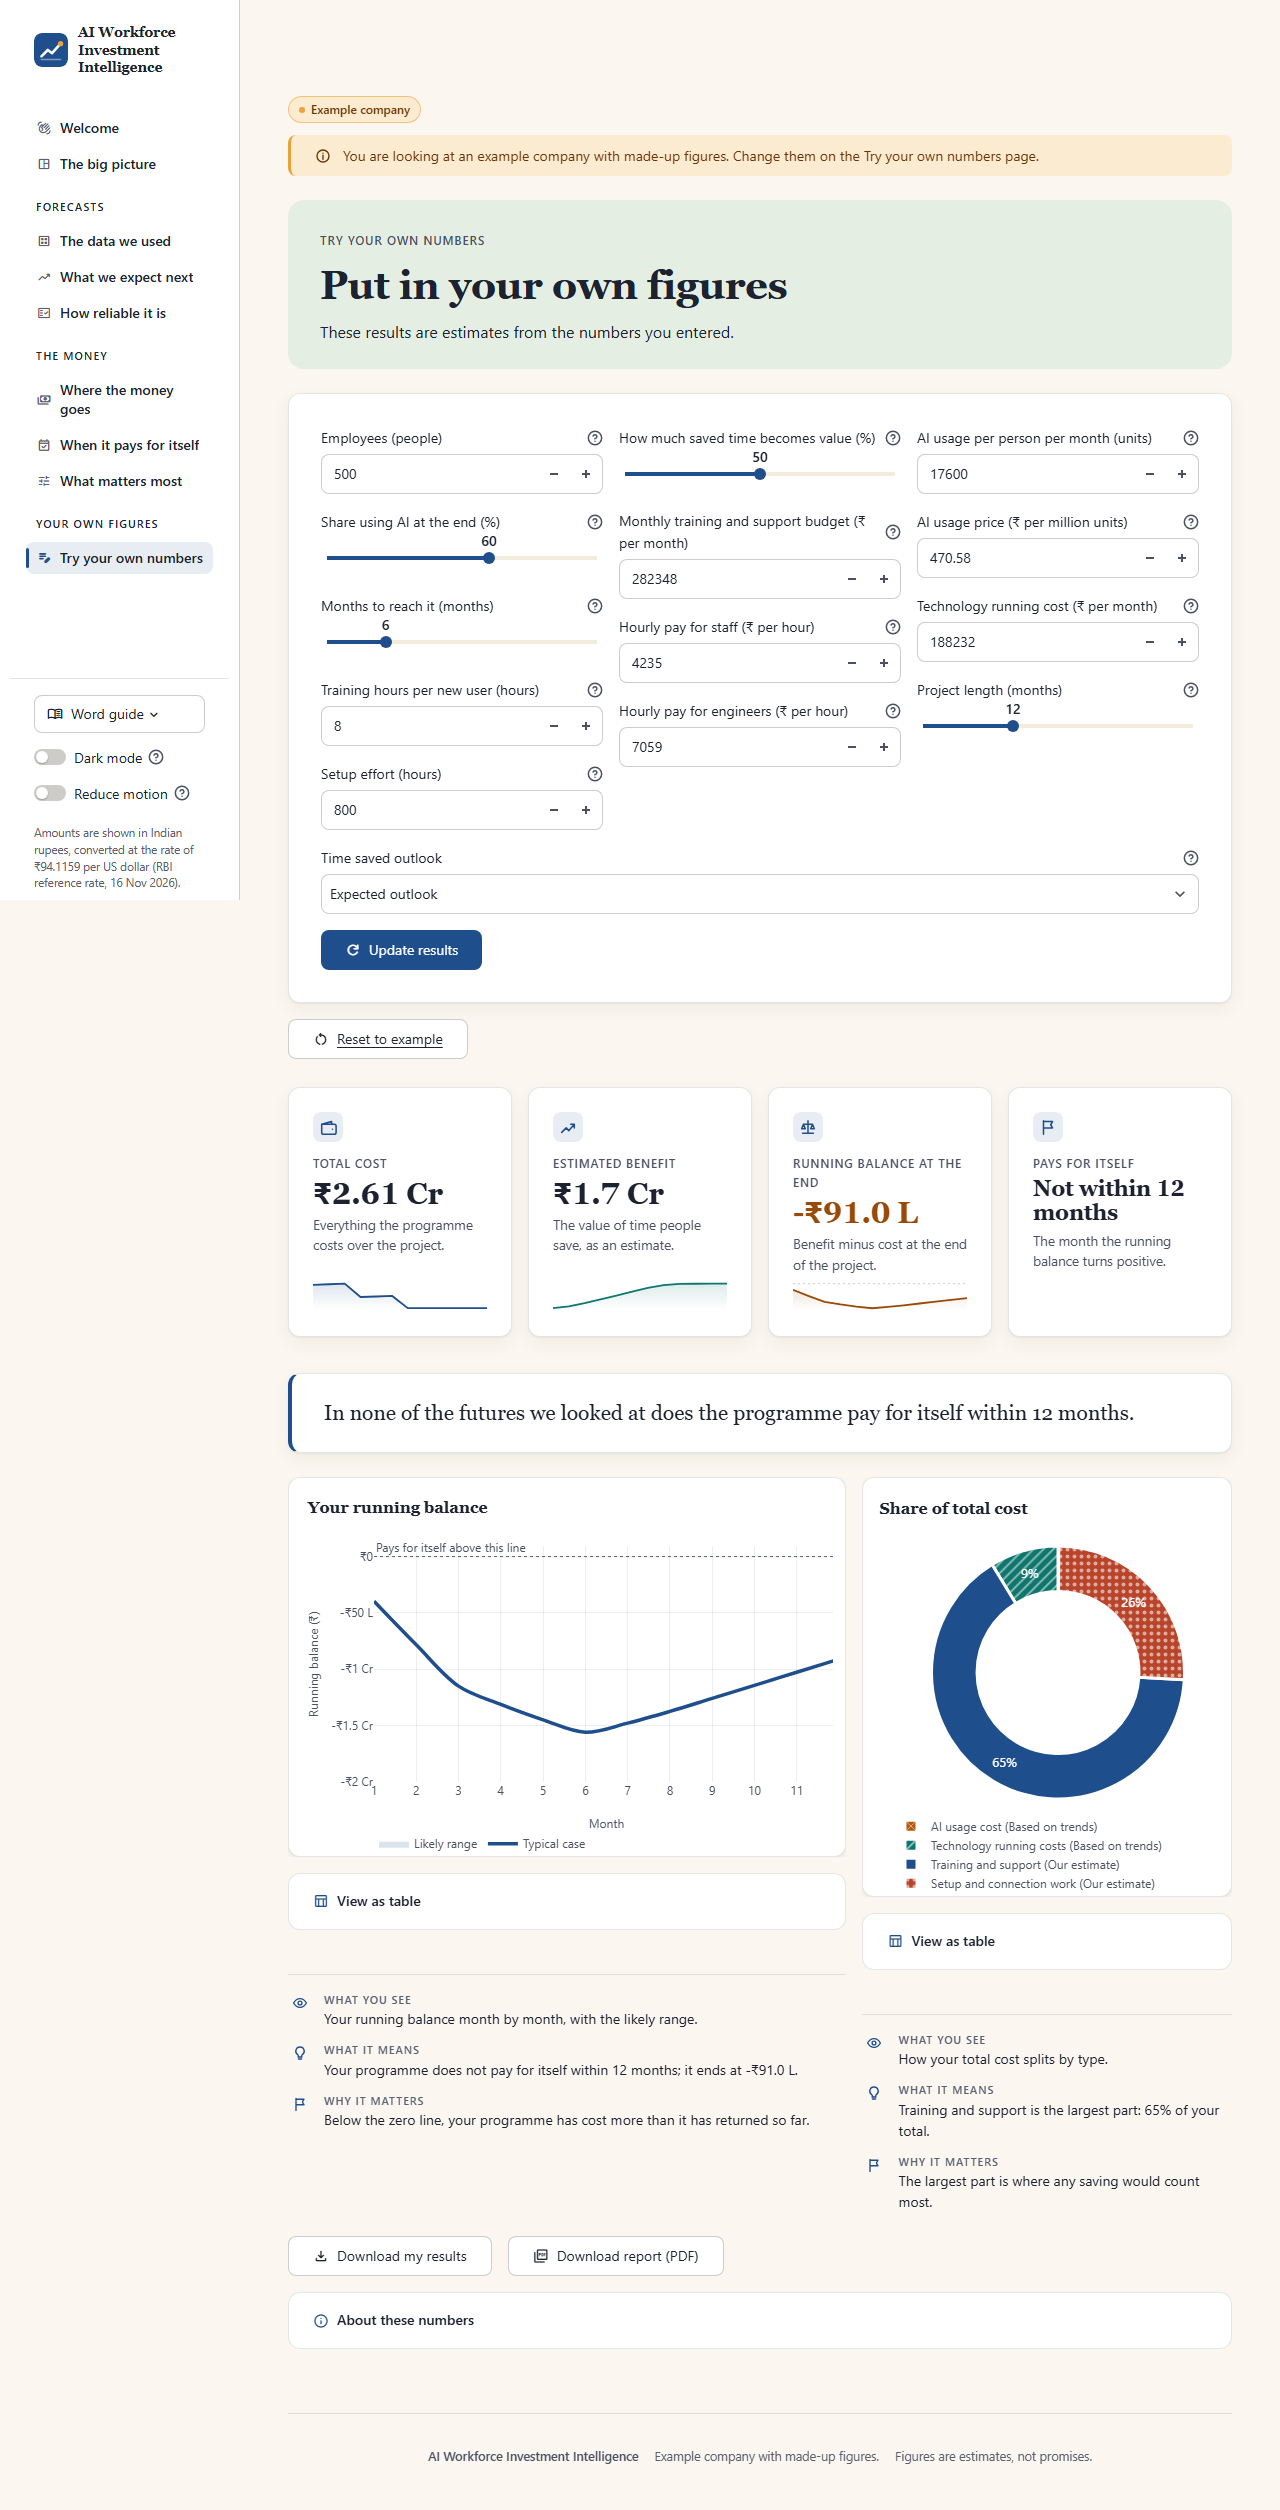 AI Workforce
Investment
Intelligence
Welcome
The big picture
FORECASTS
The data we used
What we expect next
How reliable it is
THE MONEY
Where the money
goes
When it pays for itself
What matters most
YOUR OWN FIGURES
Try your own numbers
Word guide
Dark mode
Reduce motion
Amounts are shown in Indian
rupees, converted at the rate of
₹94.1159 per US dollar (RBI
reference rate, 16 Nov 2026).
Example company
You are looking at an example company with made-up figures. Change them on the Try your own numbers page.
TRY YOUR OWN NUMBERS
Put in your own figures
These results are estimates from the numbers you entered.
Employees (people)
500
Share using AI at the end (%)
60
Months to reach it (months)
6
Training hours per new user (hours)
8
Setup effort (hours)
800
How much saved time becomes value (%)
50
Monthly training and support budget (₹
per month)
282348
Hourly pay for staff (₹ per hour)
4235
Hourly pay for engineers (₹ per hour)
7059
AI usage per person per month (units)
17600
AI usage price (₹ per million units)
470.58
Technology running cost (₹ per month)
188232
Project length (months)
12
Time saved outlook
Expected outlook
Update results
Reset to example
TOTAL COST
₹2.61 Cr
Everything the programme
costs over the project.
ESTIMATED BENEFIT
₹1.7 Cr
The value of time people
save, as an estimate.
RUNNING BALANCE AT THE
END
-₹91.0 L
Benefit minus cost at the end
of the project.
PAYS FOR ITSELF
Not within 12
months
The month the running
balance turns positive.
In none of the futures we looked at does the programme pay for itself within 12 months.
Your running balance
Pays for itself above this line
₹0
-₹50 L
-₹1 Cr
-₹1.5 Cr
-₹2 Cr
Running balance (₹)
1 2 3 4 5 6 7 8 9 10 11
Month
Likely range Typical case
View as table
WHAT YOU SEE
Your running balance month by month, with the likely range.
WHAT IT MEANS
Your programme does not pay for itself within 12 months; it ends at -₹91.0 L.
WHY IT MATTERS
Below the zero line, your programme has cost more than it has returned so far.
Share of total cost
9%
26%
65%
AI usage cost (Based on trends)
Technology running costs (Based on trends)
Training and support (Our estimate)
Setup and connection work (Our estimate)
View as table
WHAT YOU SEE
How your total cost splits by type.
WHAT IT MEANS
Training and support is the largest part: 65% of your
total.
WHY IT MATTERS
The largest part is where any saving would count
most.
Download my results
Download report (PDF)
About these numbers
AI Workforce Investment Intelligence Example company with made-up figures. Figures are estimates, not promises.